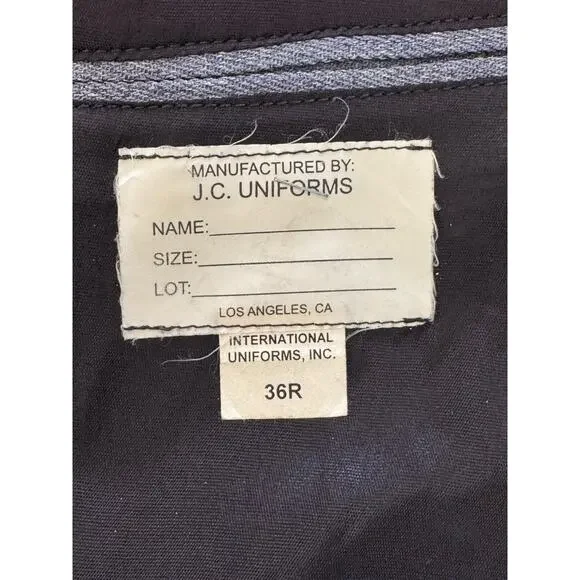 MANUFACTURED BY:
J.C. UNIFORMS
NAME:
SIZE:
LOT:
LOS ANGELES, CA
INTERNATIONAL
UNIFORMS, INC.
36R